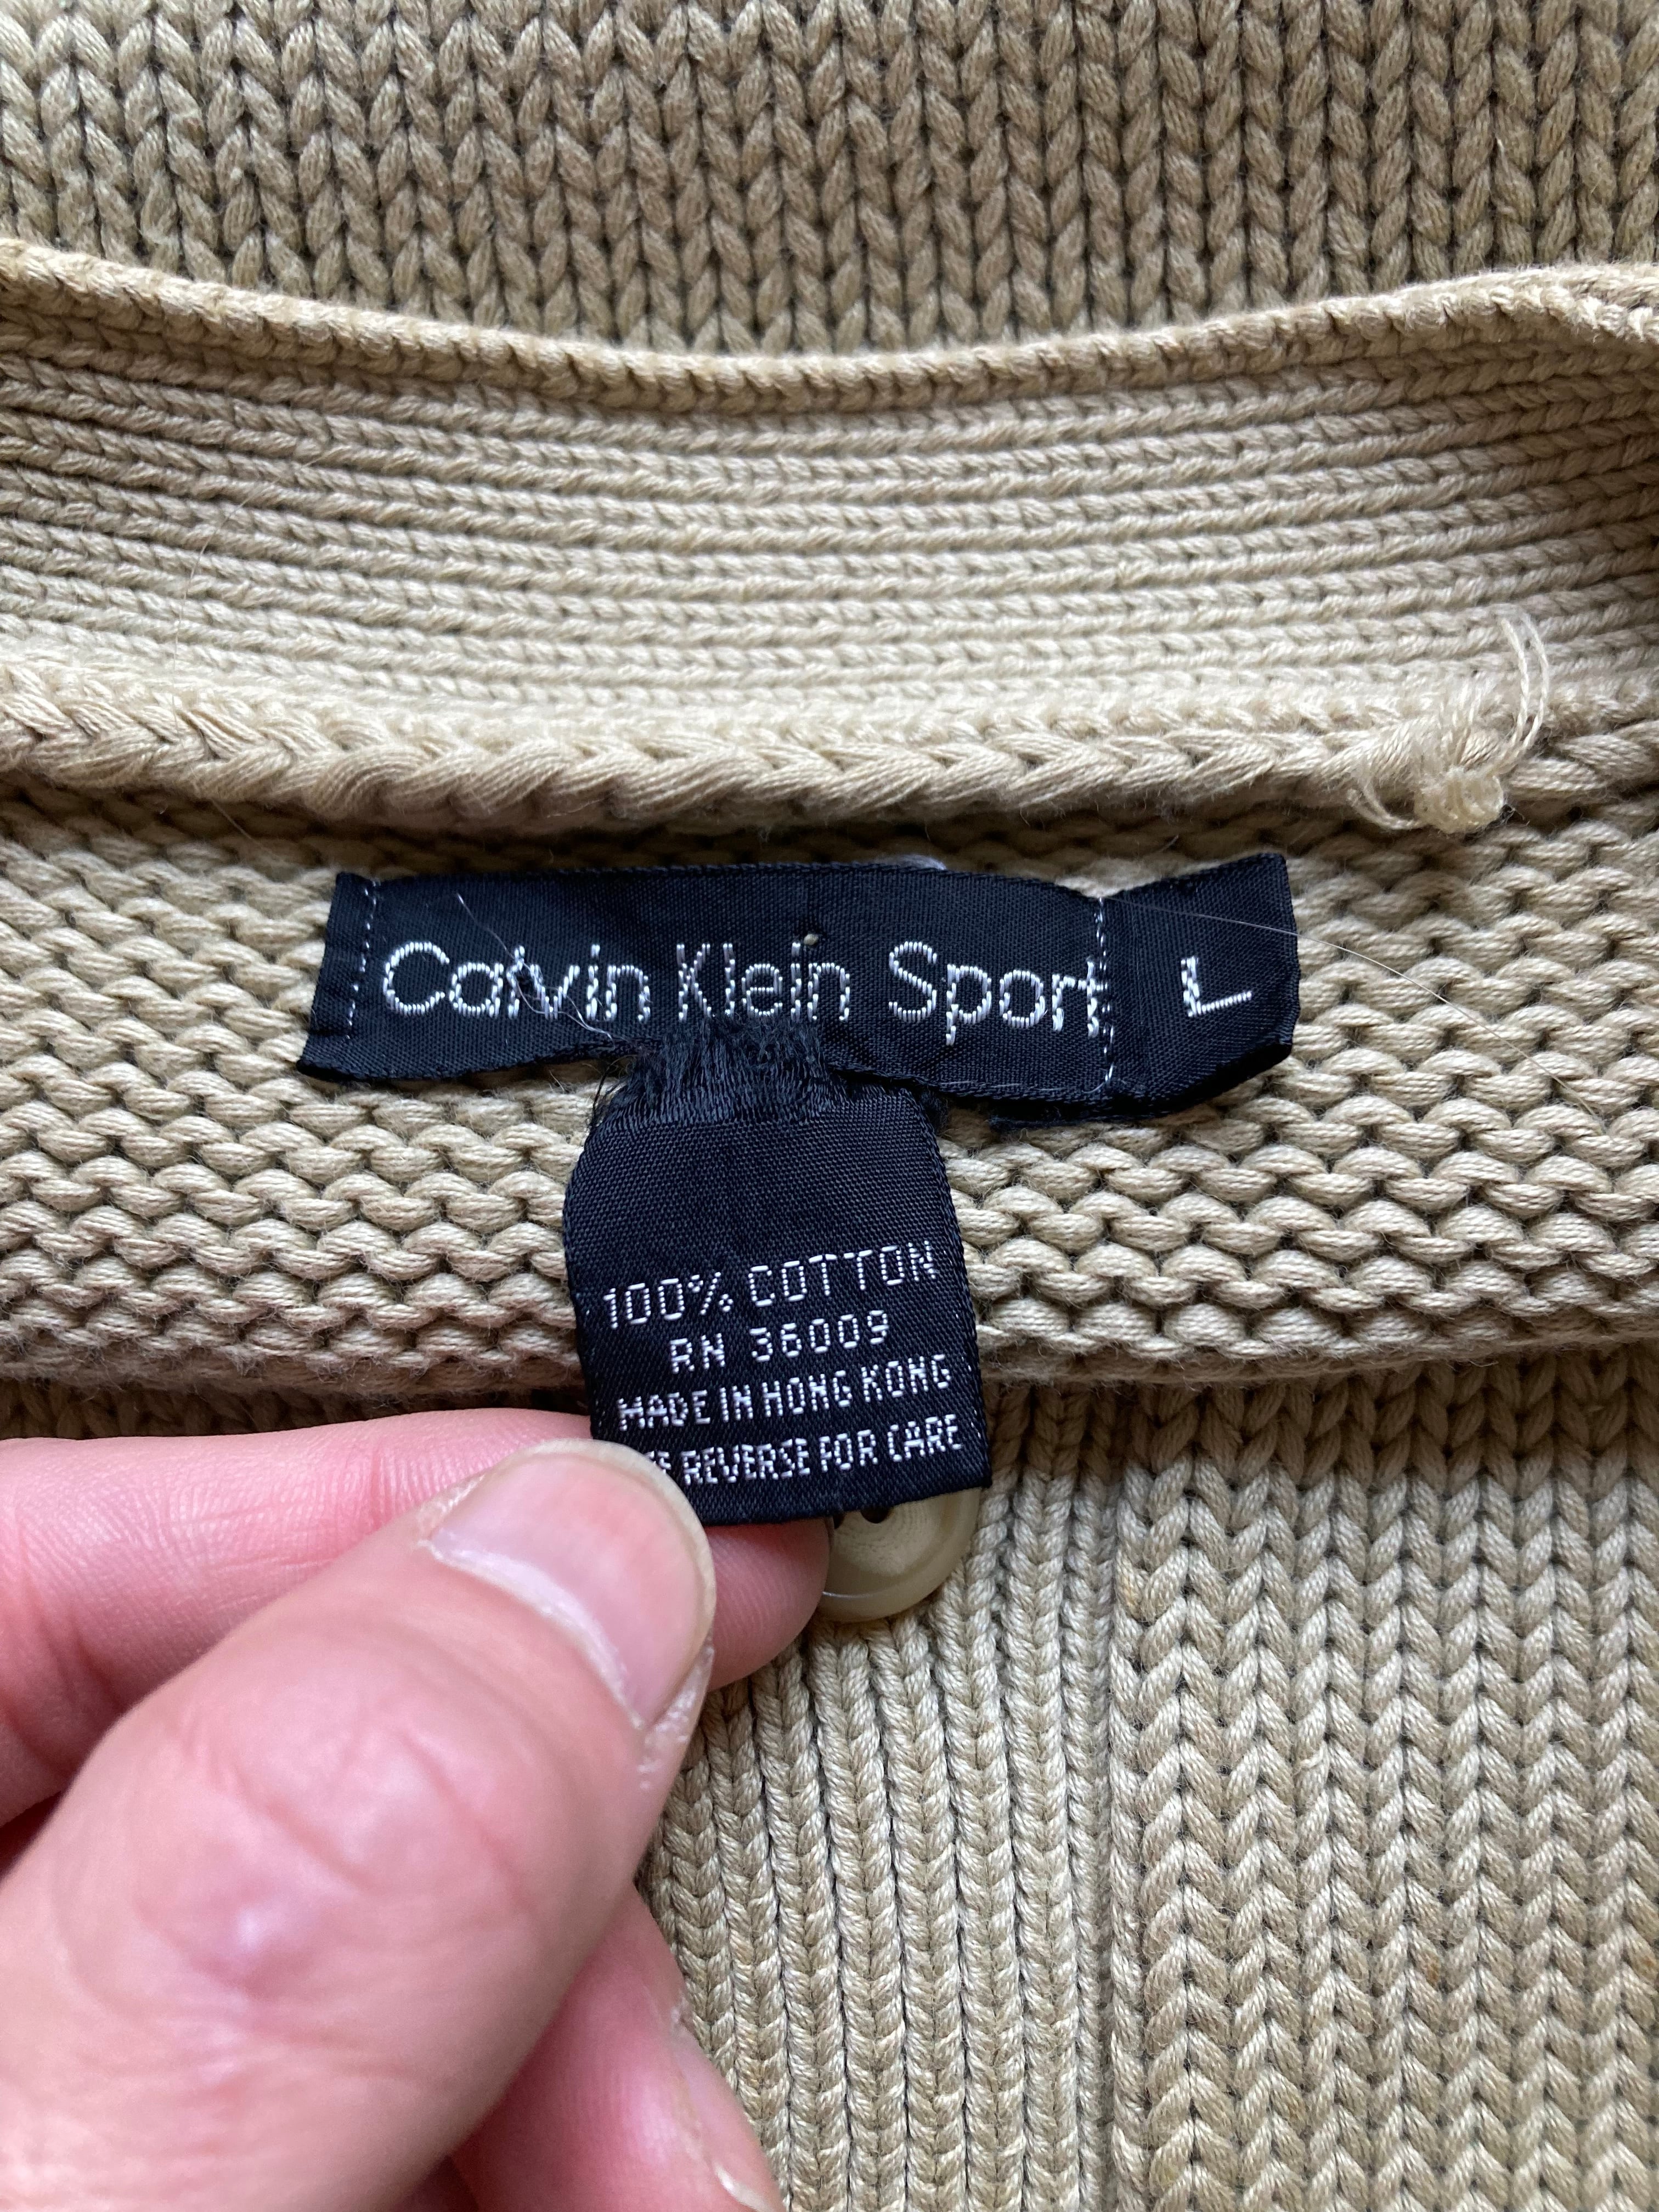 Calvin Klein Sport L
100% COTTON
RN 36009
MADE IN HONG KONG
REVERSE FOR CARE